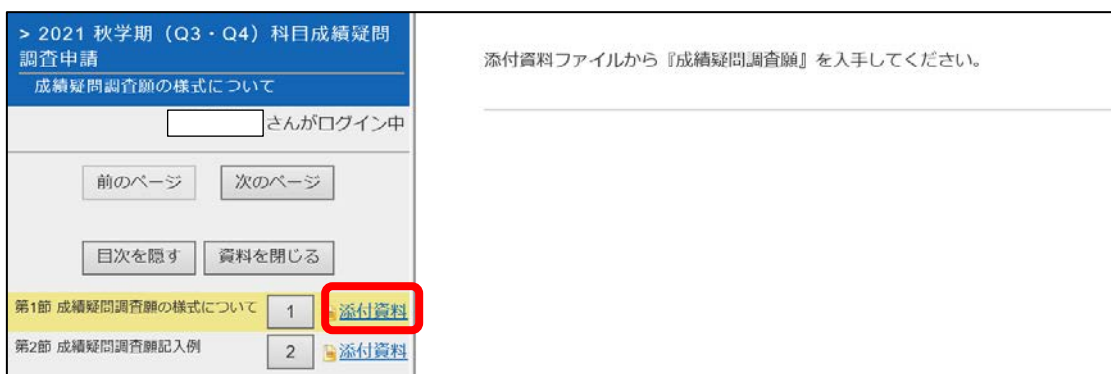 > 2021 秋学期（Q3・Q4）科目成績疑問
調査申請
成績疑問調査願の様式について
さんがログイン中
前のページ 次のページ
目次を隠す 資料を閉じる
第1節 成績疑問調査願の様式について 1 添付資料
第2節 成績疑問調査願記入例 2 添付資料
添付資料ファイルから『成績疑問調査願』を入手してください。